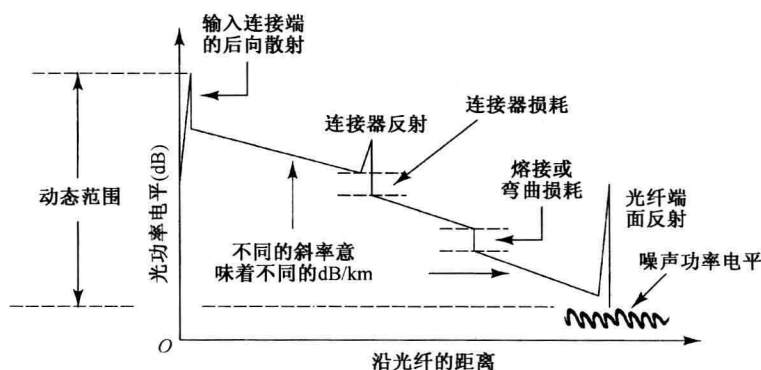 输入连接端
的后向散射
连接器反射
连接器损耗
熔接或
弯曲损耗
光纤端
面反射
动态范围
光功率电平(dB)
不同的斜率意
味着不同的dB/km
噪声功率电平
O
沿光纤的距离